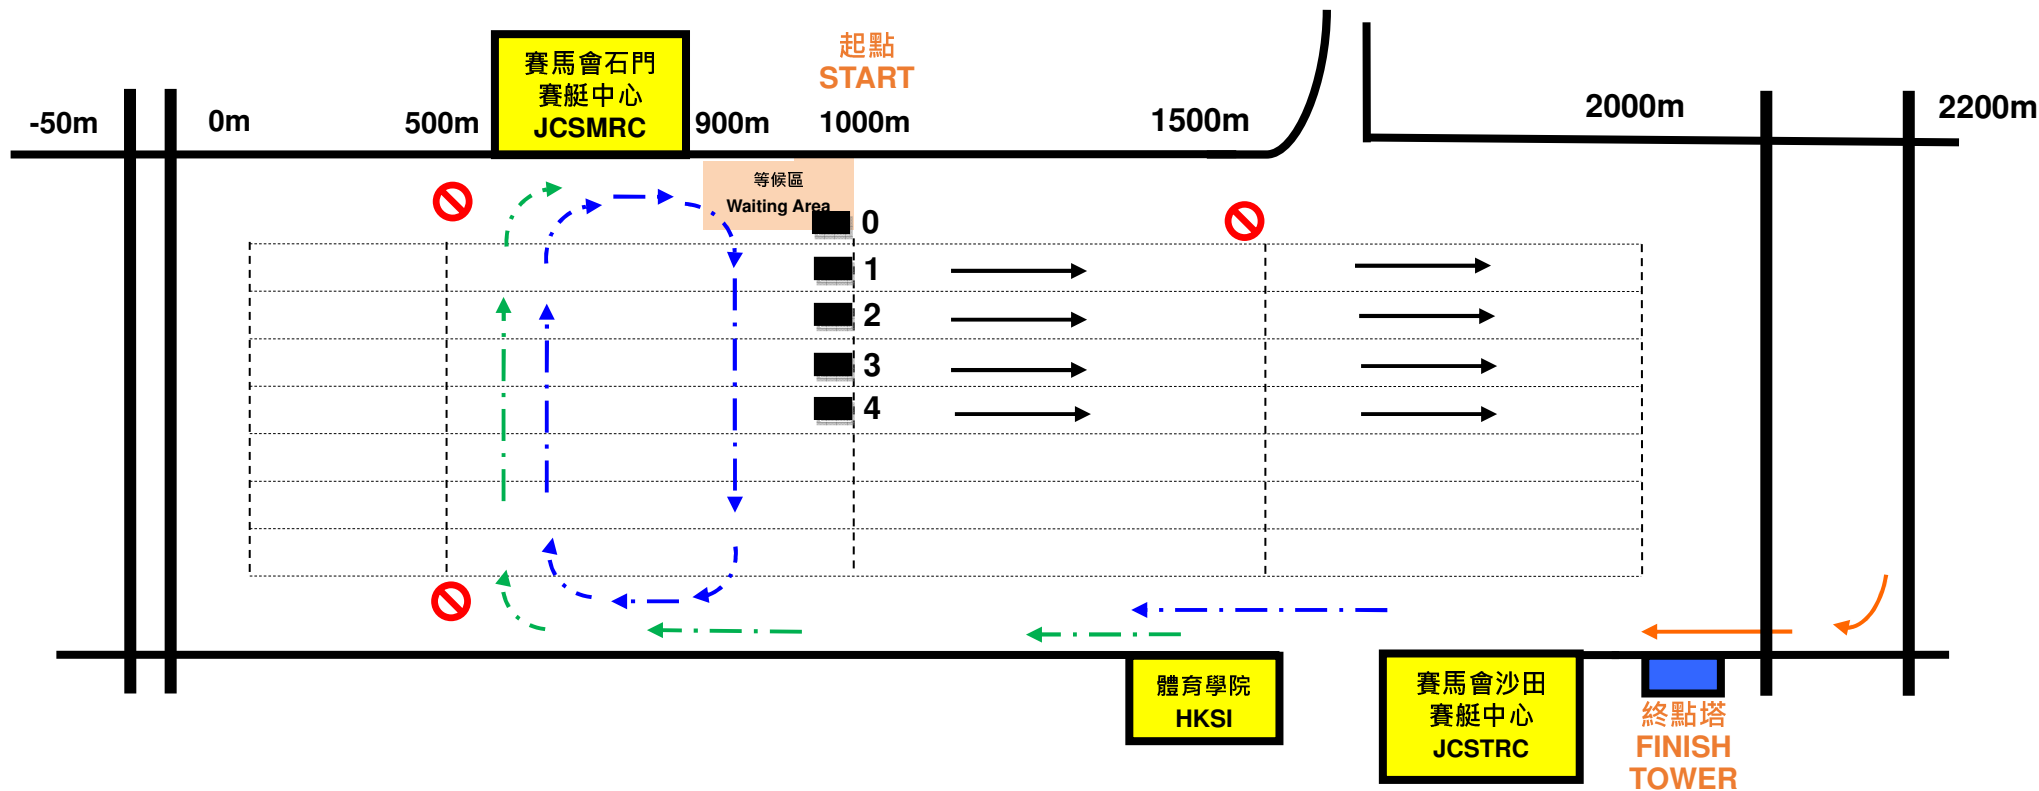 起點
START
賽馬會石門
賽艇中心
JCSMRC
-50m
0m
500m
900m
1000m
1500m
2000m
2200m
等候區
Waiting Area
0
1
2
3
4
體育學院
HKSI
賽馬會沙田
賽艇中心
JCSTRC
終點塔
FINISH
TOWER